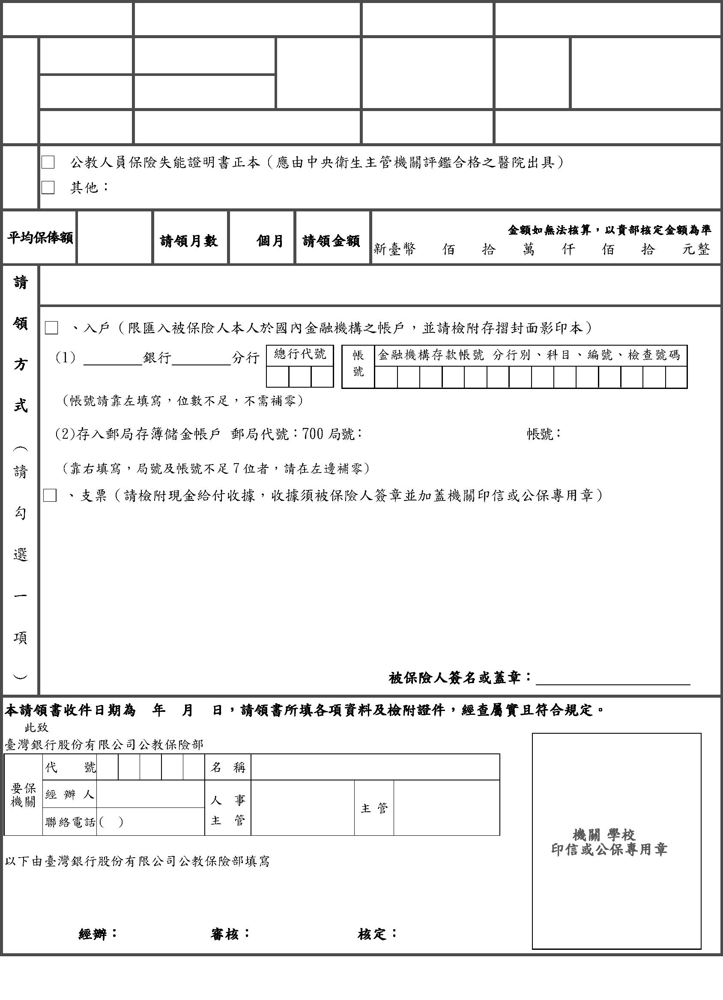 □ 公教人員保險失能證明書正本（應由中央衛生主管機關評鑑合格之醫院出具）
□ 其他：
平均保俸額 請領月數 個月 請領金額
金額如無法核算，以貴部核定金額為準
新臺幣 佰 拾 萬 仟 佰 拾 元整
請領方式（請勾選一項）
□ 、入戶（限匯入被保險人本人於國內金融機構之帳戶，並請檢附存摺封面影印本）
(1) ________銀行________分行 總行代號 帳號 金融機構存款帳號 分行別、科目、編號、檢查號碼
（帳號請靠左填寫，位數不足，不需補零）
(2)存入郵局存簿儲金帳戶 郵局代號：700 局號： 帳號：
（靠右填寫，局號及帳號不足 7 位者，請在左邊補零）
□ 、支票（請檢附現金給付收據，收據須被保險人簽章並加蓋機關印信或公保專用章）
被保險人簽名或蓋章：
本請領書收件日期為 年 月 日，請領書所填各項資料及檢附證件，經查屬實且符合規定。
此致
臺灣銀行股份有限公司公教保險部
要保機關
代 號 名 稱
經 辦 人 人 事 主 管 主 管
聯絡電話 ( )
機關 學校
印信或公保專用章
以下由臺灣銀行股份有限公司公教保險部填寫
經辦： 審核： 核定：